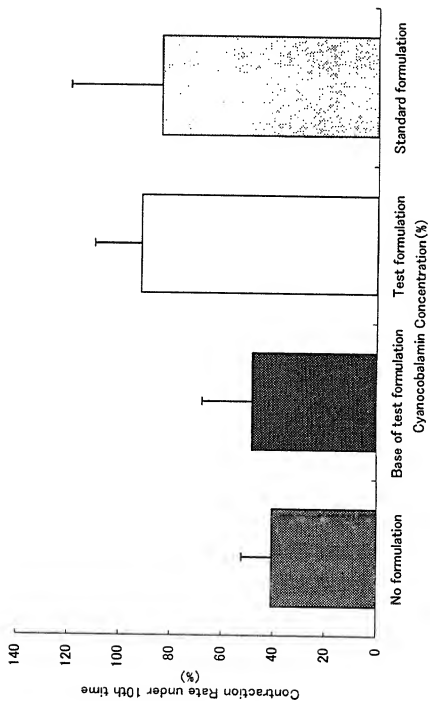 Contraction Rate under 10th time
(%)
140
120
100
80
60
40
20
0
No formulation
Base of test formulation
Test formulation
Standard formulation
Cyanocobalamin Concentration(%)